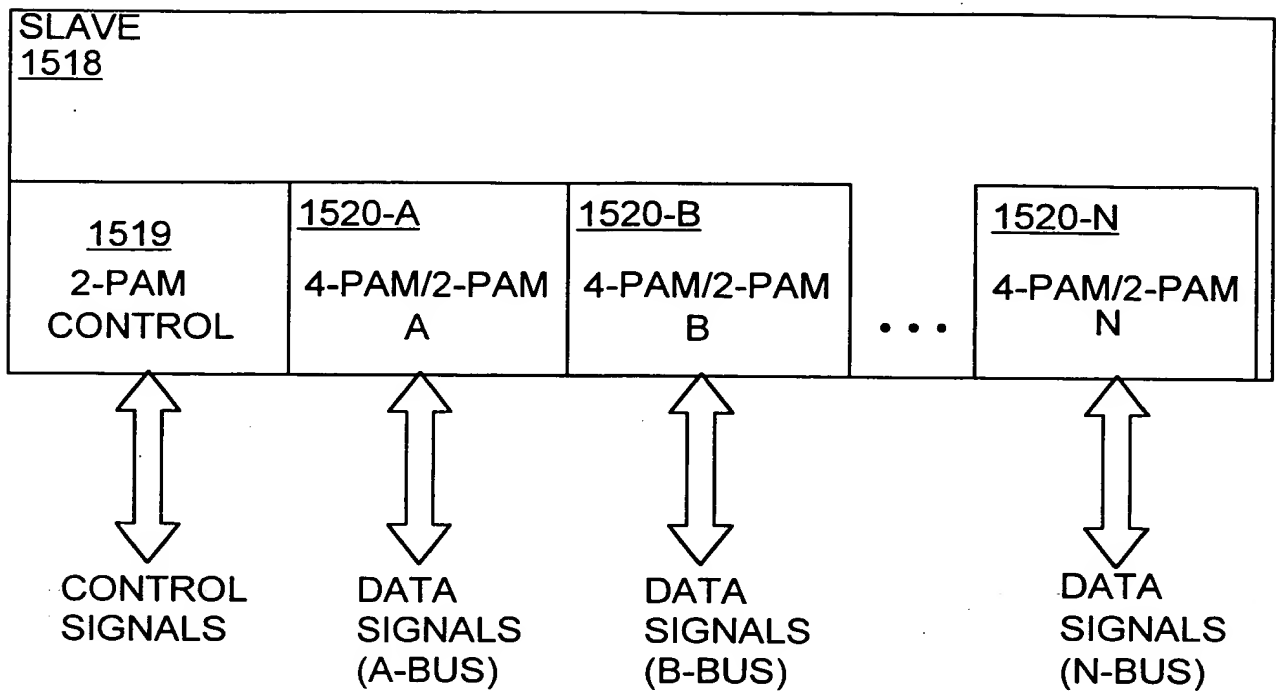 SLAVE
1518
1519
2-PAM
CONTROL
1520-A
4-PAM/2-PAM
A
1520-B
4-PAM/2-PAM
B
...
1520-N
4-PAM/2-PAM
N
CONTROL
SIGNALS
DATA
SIGNALS
(A-BUS)
DATA
SIGNALS
(B-BUS)
DATA
SIGNALS
(N-BUS)